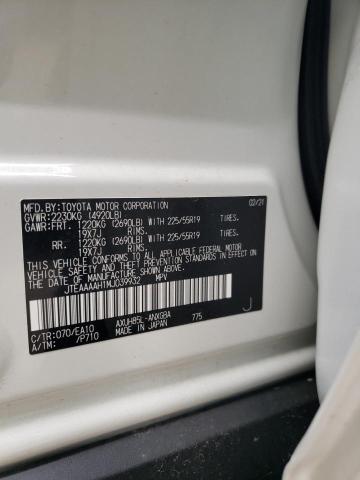 MFD.BY:TOYOTA MOTOR CORPORATION 02/21
GVWR:2230KG (4920LB)
GAWR:FRT. 1220KG (2690LB) WITH 225/55R19 TIRES.
19X7J RIMS.
RR. 1220KG (2690LB) WITH 225/55R19 TIRES.
19X7J RIMS.
THIS VEHICLE CONFORMS TO ALL APPLICABLE FEDERAL MOTOR
VEHICLE SAFETY AND THEFT PREVENTION STANDARDS IN EFFECT ON
THE DATE OF MANUFACTURE SHOWN ABOVE.
JTEAAAAH1MJ039932 MPV
C/TR:070/EA10 AXUH85L-ANXGBA
A/TM: /P710 MADE IN JAPAN 775 J